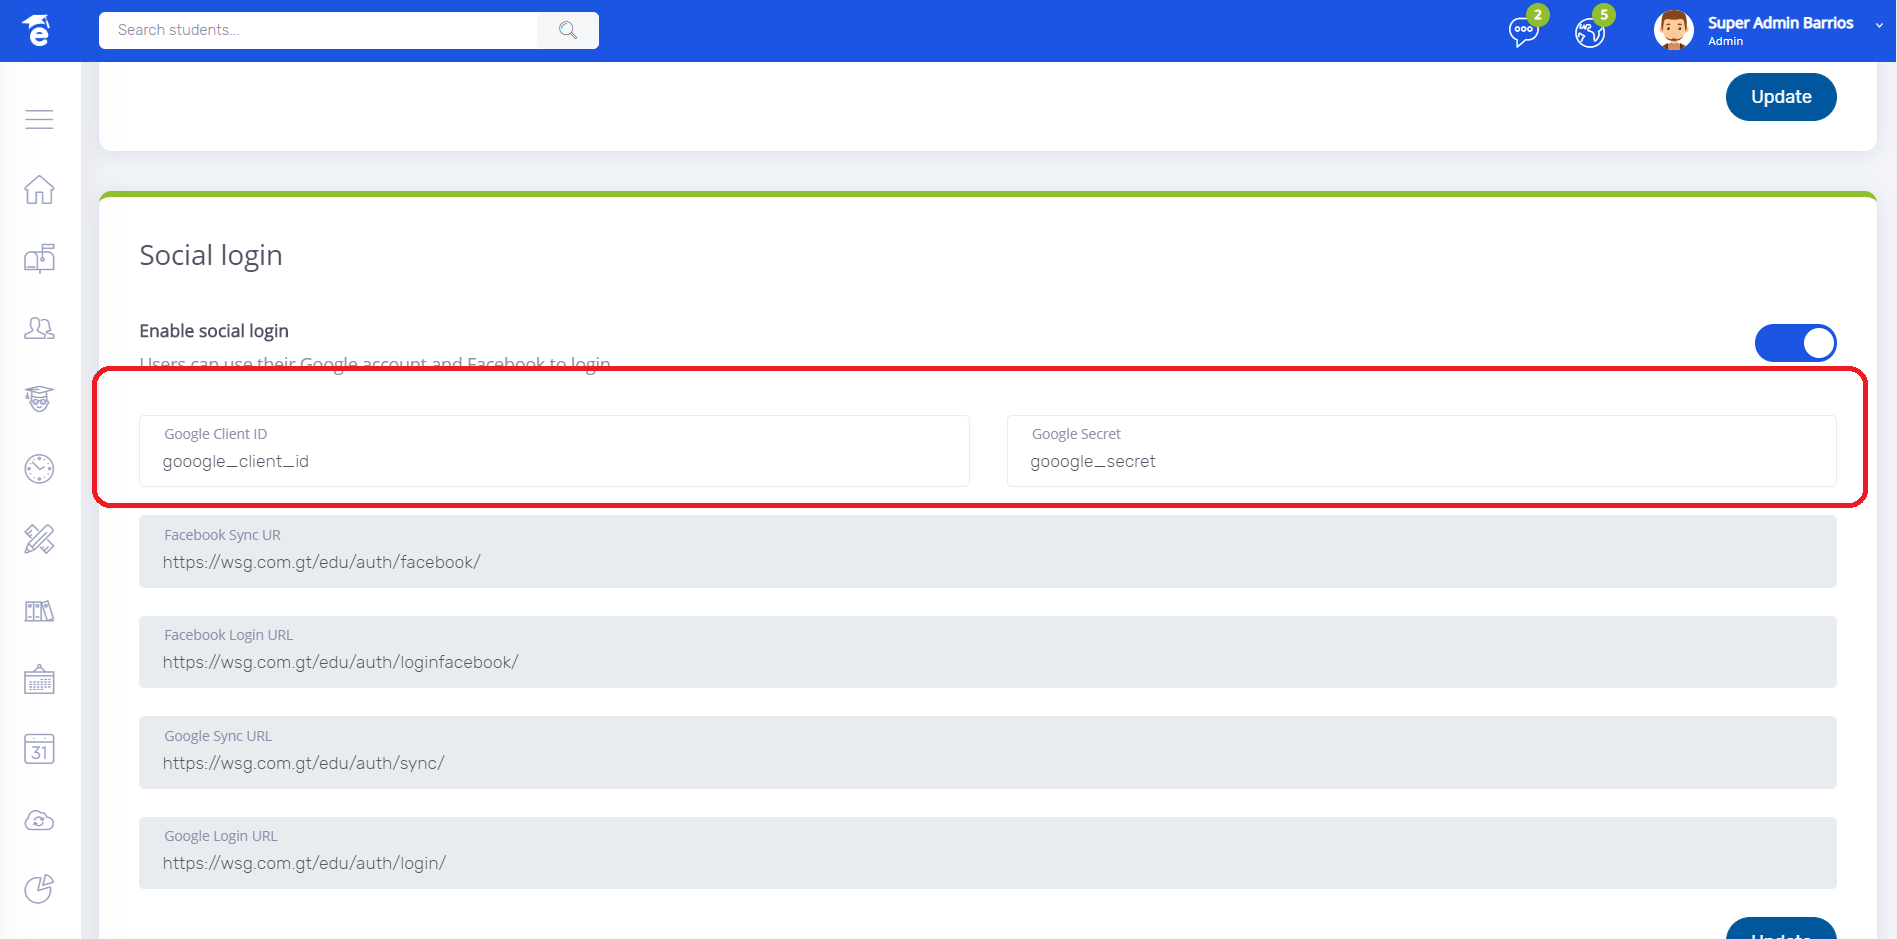 e
Search students...
2
5
Super Admin Barrios
Admin
Update
Social login
Enable social login
Users can use their Google account and Facebook to login
Google Client ID
gooogle_client_id
Google Secret
gooogle_secret
Facebook Sync UR
https://wsg.com.gt/edu/auth/facebook/
Facebook Login URL
https://wsg.com.gt/edu/auth/loginfacebook/
Google Sync URL
https://wsg.com.gt/edu/auth/sync/
31
Google Login URL
https://wsg.com.gt/edu/auth/login/
Update